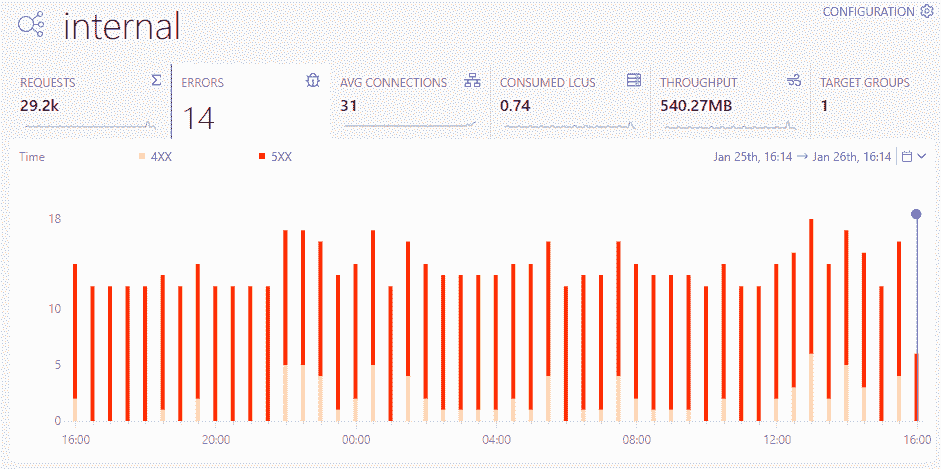 CONFIGURATION
internal
REQUESTS
29.2k
ERRORS
14
AVG CONNECTIONS
31
CONSUMED LCUS
0.74
THROUGHPUT
540.27MB
TARGET GROUPS
1
Time 4XX 5XX Jan 25th, 16:14 → Jan 26th, 16:14
18
10
5
0
16:00 20:00 00:00 04:00 08:00 12:00 16:00